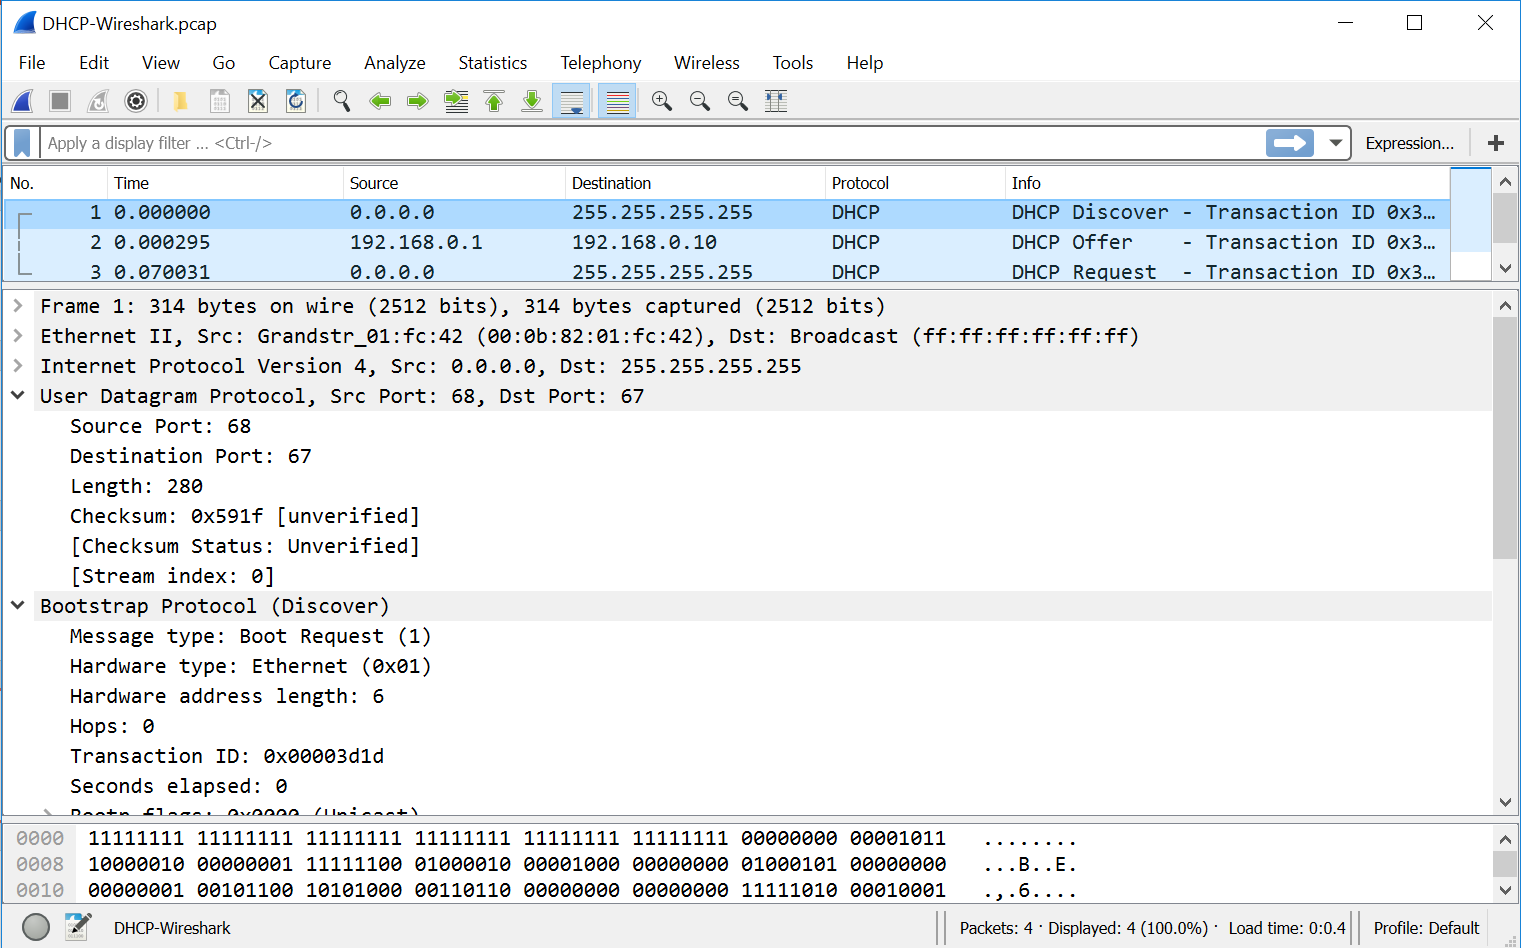 DHCP-Wireshark.pcap
File Edit View Go Capture Analyze Statistics Telephony Wireless Tools Help
Apply a display filter ... <Ctrl-/> Expression... +
No. Time Source Destination Protocol Info
1 0.000000 0.0.0.0 255.255.255.255 DHCP DHCP Discover - Transaction ID 0x3…
2 0.000295 192.168.0.1 192.168.0.10 DHCP DHCP Offer - Transaction ID 0x3…
3 0.070031 0.0.0.0 255.255.255.255 DHCP DHCP Request - Transaction ID 0x3…
Frame 1: 314 bytes on wire (2512 bits), 314 bytes captured (2512 bits)
Ethernet II, Src: Grandstr_01:fc:42 (00:0b:82:01:fc:42), Dst: Broadcast (ff:ff:ff:ff:ff:ff)
Internet Protocol Version 4, Src: 0.0.0.0, Dst: 255.255.255.255
User Datagram Protocol, Src Port: 68, Dst Port: 67
Source Port: 68
Destination Port: 67
Length: 280
Checksum: 0x591f [unverified]
[Checksum Status: Unverified]
[Stream index: 0]
Bootstrap Protocol (Discover)
Message type: Boot Request (1)
Hardware type: Ethernet (0x01)
Hardware address length: 6
Hops: 0
Transaction ID: 0x00003d1d
Seconds elapsed: 0
Bootp flags: 0x0000 (Unicast)
0000 11111111 11111111 11111111 11111111 11111111 11111111 00000000 00001011 ........
0008 10000010 00000001 11111100 01000010 00001000 00000000 01000101 00000000 ...B..E.
0010 00000001 00101100 10101000 00110110 00000000 00000000 11111010 00010001 .,.6....
DHCP-Wireshark Packets: 4 · Displayed: 4 (100.0%) · Load time: 0:0.4 Profile: Default